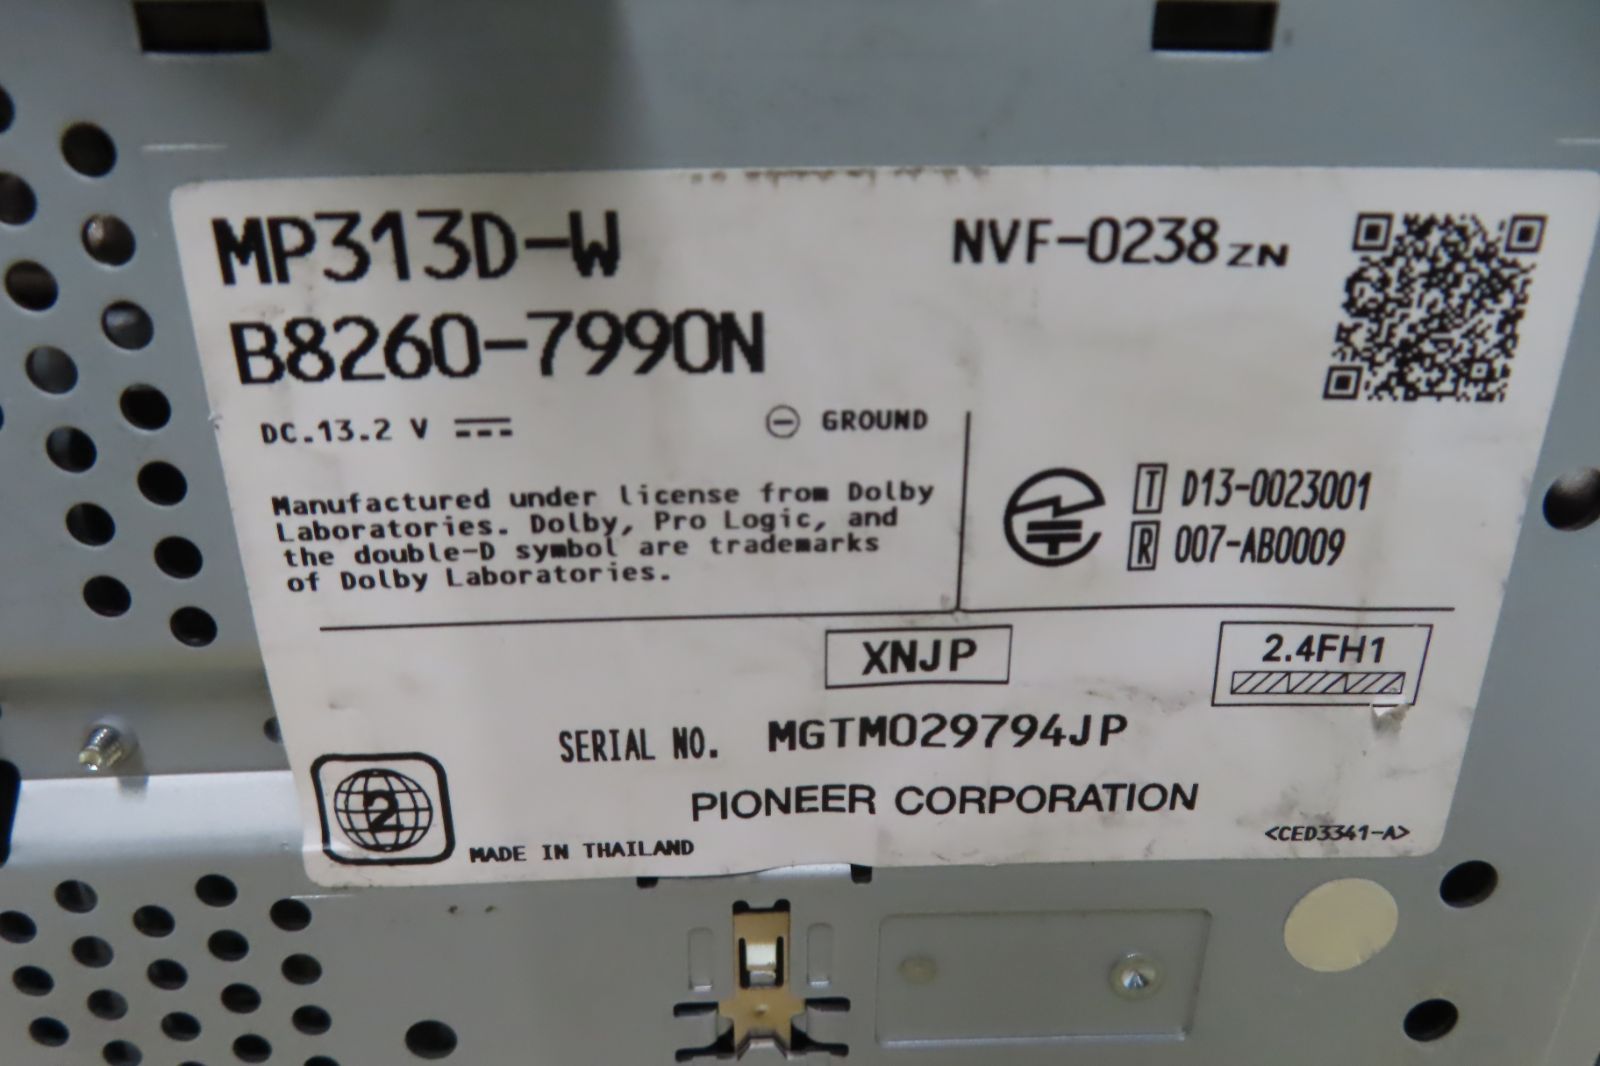 MP313D-W
NVF-0238 ZN
B8260-7990N
DC.13.2 V
GROUND
Manufactured under license from Dolby
Laboratories. Dolby, Pro Logic, and
the double-D symbol are trademarks
of Dolby Laboratories.
T D13-0023001
R 007-AB0009
XNJP
2.4FH1
SERIAL NO. MGTM029794JP
2
PIONEER CORPORATION
MADE IN THAILAND
<CED3341-A>